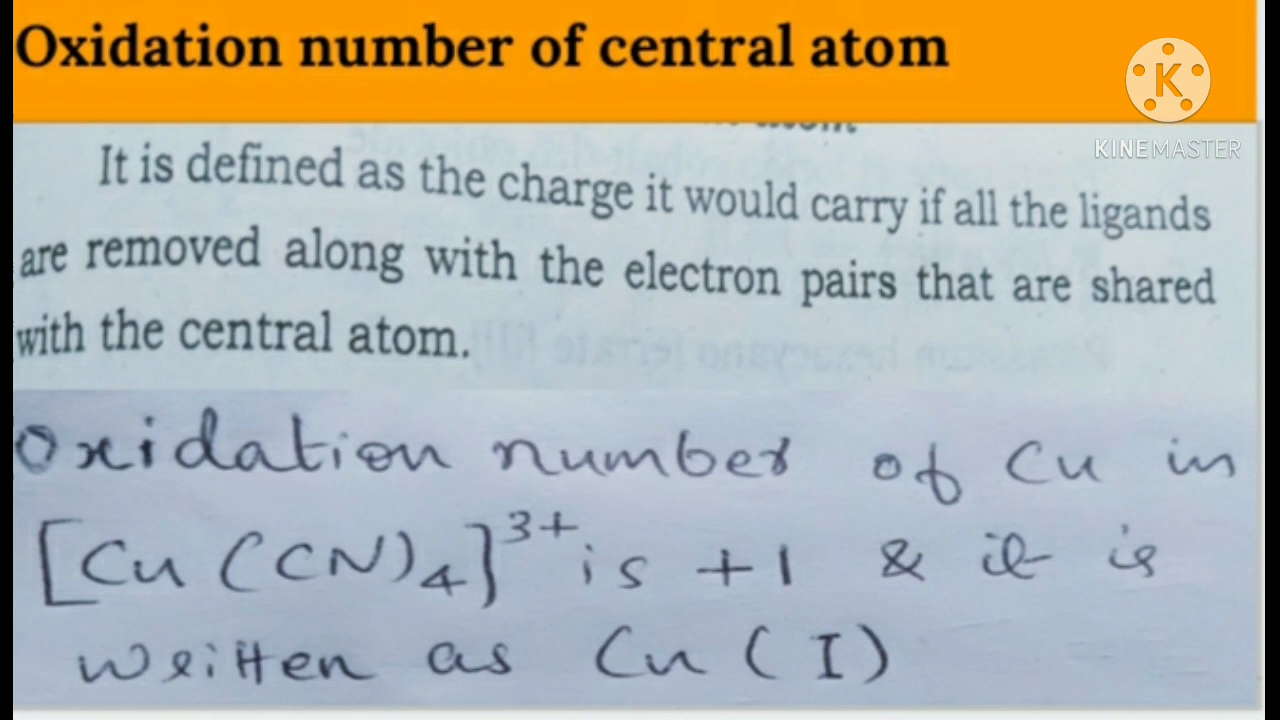 Oxidation number of central atom
K
KINEMASTER
It is defined as the charge it would carry if all the ligands
are removed along with the electron pairs that are shared
with the central atom.
Oxidation number of Cu in
[Cu(CN)₄]³⁺ is +1 & it is
written as Cu(I)